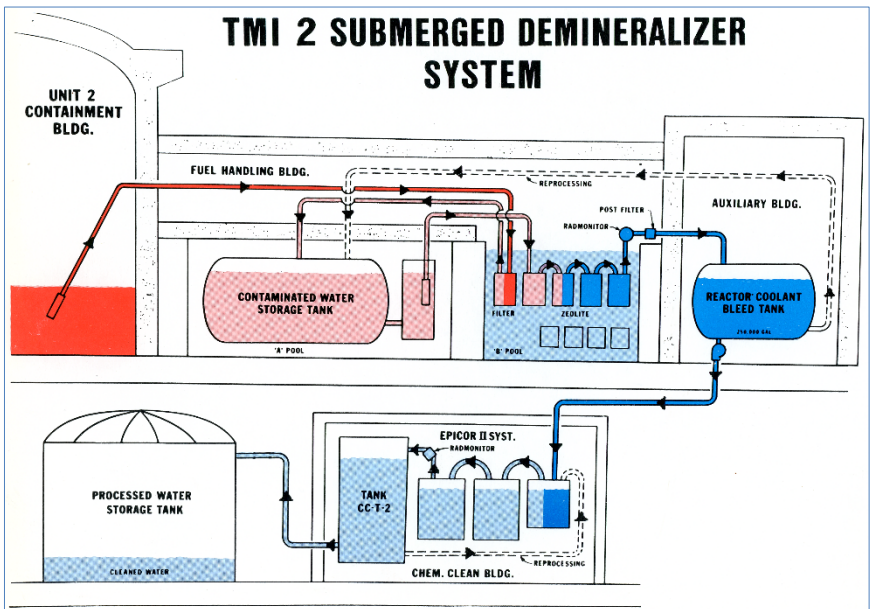 TMI 2 SUBMERGED DEMINERALIZER
SYSTEM
UNIT 2
CONTAINMENT
BLDG.
FUEL HANDLING BLDG.
REPROCESSING
AUXILIARY BLDG.
POST FILTER
RADMONITOR
CONTAMINATED WATER
STORAGE TANK
REACTOR COOLANT
BLEED TANK
FILTER
ZEOLITE
'A' POOL
'B' POOL
EPICOR II SYST.
RADMONITOR
PROCESSED WATER
STORAGE TANK
TANK
CC-T-2
CLEANED WATER
REPROCESSING
CHEM. CLEAN BLDG.